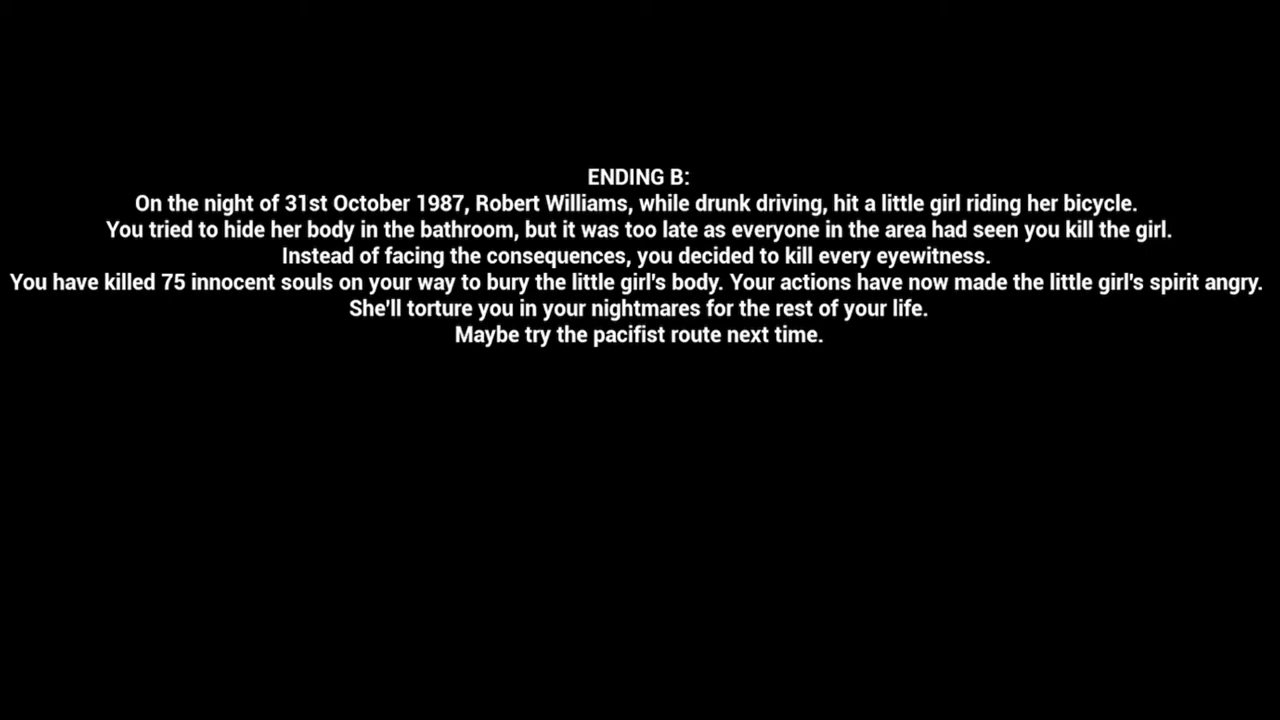 ENDING B:
On the night of 31st October 1987, Robert Williams, while drunk driving, hit a little girl riding her bicycle.
You tried to hide her body in the bathroom, but it was too late as everyone in the area had seen you kill the girl.
Instead of facing the consequences, you decided to kill every eyewitness.
You have killed 75 innocent souls on your way to bury the little girl's body. Your actions have now made the little girl's spirit angry.
She'll torture you in your nightmares for the rest of your life.
Maybe try the pacifist route next time.